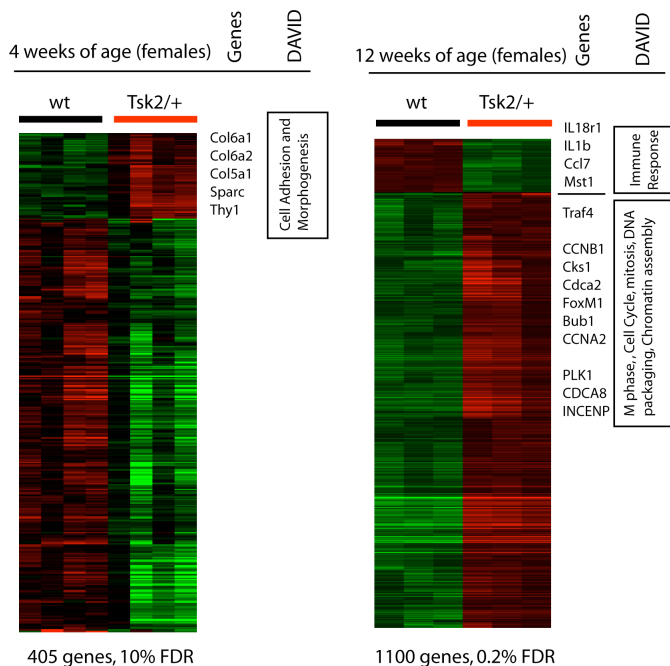 4 weeks of age (females)
Genes
DAVID
wt
Tsk2/+
Col6a1
Col6a2
Col5a1
Sparc
Thy1
Cell Adhesion and
Morphogenesis
405 genes, 10% FDR
12 weeks of age (females)
Genes
DAVID
wt
Tsk2/+
IL18r1
IL1b
Ccl7
Mst1
Immune
Response
Traf4
CCNB1
Cks1
Cdca2
FoxM1
Bub1
CCNA2
PLK1
CDCA8
INCENP
M phase, , Cell Cycle, mitosis, DNA
packaging, Chromatin assembly
1100 genes, 0.2% FDR